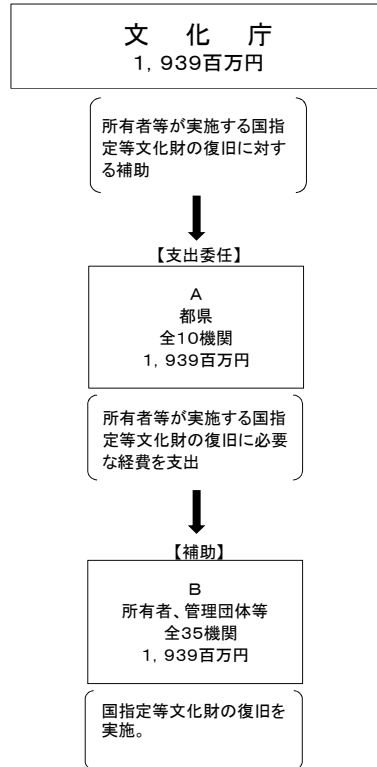 文 化 庁
1,939百万円
所有者等が実施する国指
定等文化財の復旧に対す
る補助
【支出委任】
A
都県
全10機関
1,939百万円
所有者等が実施する国指
定等文化財の復旧に必要
な経費を支出
【補助】
B
所有者、管理団体等
全35機関
1,939百万円
国指定等文化財の復旧を
実施。